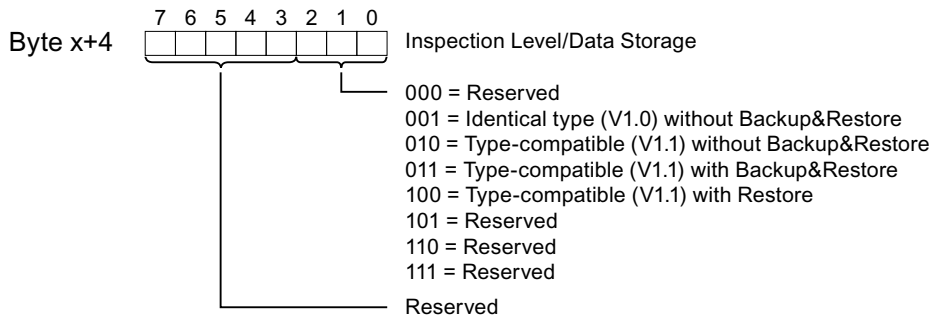 7 6 5 4 3 2 1 0
Byte x+4 Inspection Level/Data Storage
000 = Reserved
001 = Identical type (V1.0) without Backup&Restore
010 = Type-compatible (V1.1) without Backup&Restore
011 = Type-compatible (V1.1) with Backup&Restore
100 = Type-compatible (V1.1) with Restore
101 = Reserved
110 = Reserved
111 = Reserved
Reserved